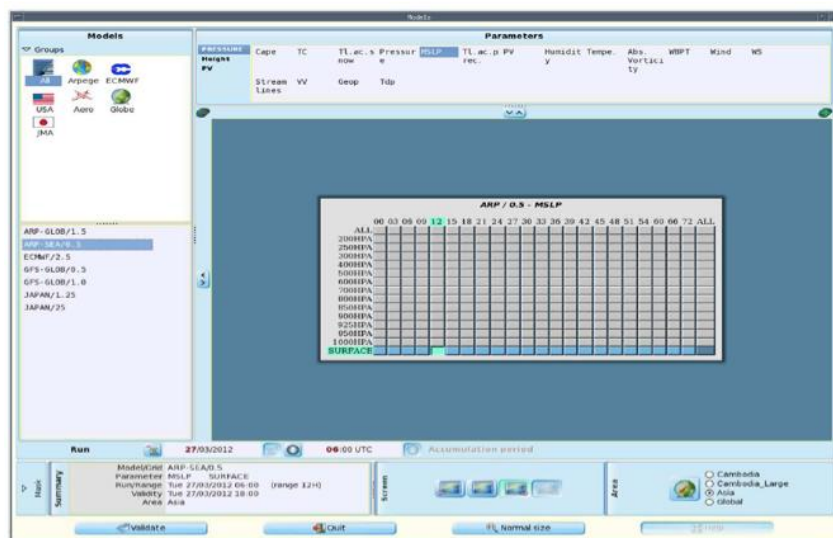 Models
Models
Groups
All Arpege ECMWF
USA Aero Globe
JMA
ARP-GLOB/1.5
ARP-SEA/0.5
ECMWF/2.5
GFS-GLOB/0.5
GFS-GLOB/1.0
JAPAN/1.25
JAPAN/25
Parameters
PRESSURE
Height
PV
Cape TC Tl.ac.s Pressur MSLP Tl.ac.p PV Humidit Tempe. Abs. WBPT Wind WS
now e rec. y Vortici
ty
Stream VV Geop Tdp
lines
ARP / 0.5 - MSLP
00 03 06 09 12 15 18 21 24 27 30 33 36 39 42 45 48 51 54 60 66 72 ALL
ALL
200HPA
250HPA
300HPA
400HPA
500HPA
600HPA
700HPA
800HPA
850HPA
900HPA
925HPA
950HPA
1000HPA
SURFACE
Run 27/03/2012 06:00 UTC Accumulation period
Mask
Summary
Model/Grid ARP-SEA/0.5
Parameter MSLP SURFACE
Run/range Tue 27/03/2012 06:00 (range 12H)
Validity Tue 27/03/2012 18:00
Area Asia
Screen
Area
Cambodia
Cambodia_Large
Asia
Global
Validate Quit Normal size Help